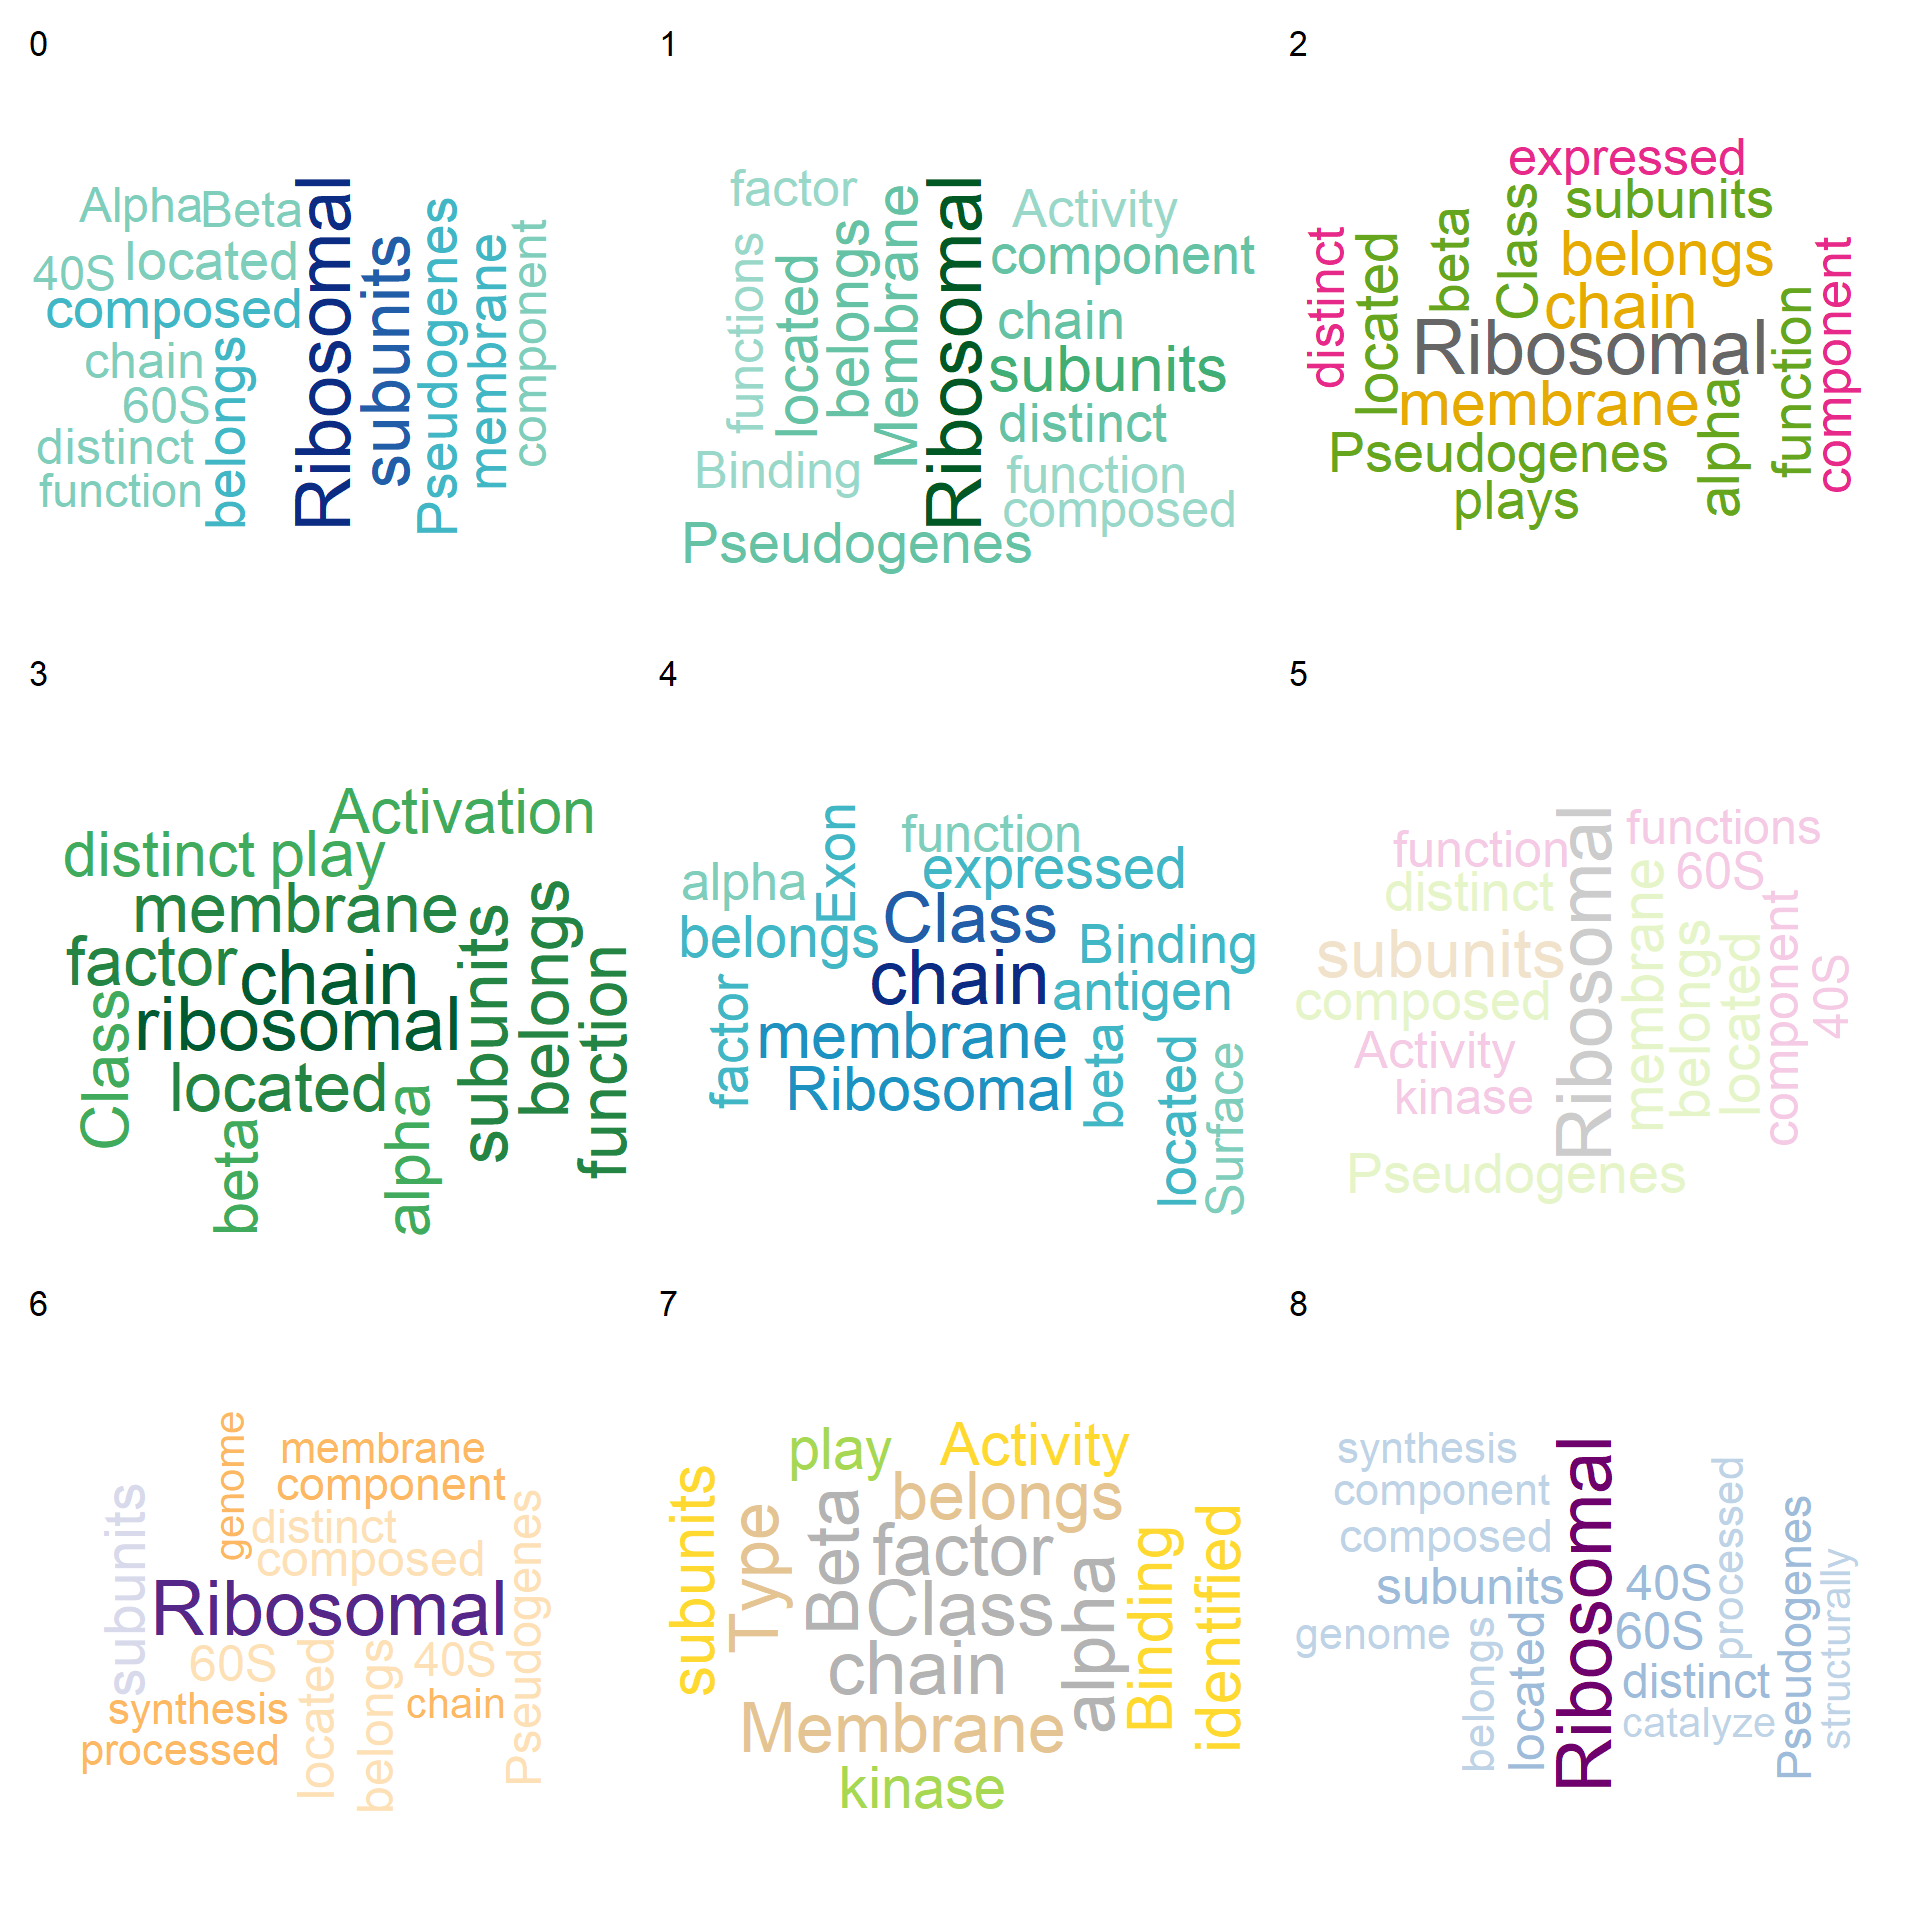 0
Alpha
Beta
40S
located
composed
chain
60S
distinct
function
belongs
Ribosomal
subunits
Pseudogenes
membrane
component
1
factor
functions
located
belongs
Membrane
Ribosomal
Activity
component
chain
subunits
distinct
function
composed
Binding
Pseudogenes
2
expressed
subunits
belongs
chain
Ribosomal
membrane
Pseudogenes
plays
distinct
located
beta
Class
alpha
function
component
3
Activation
distinct
play
membrane
factor
chain
ribosomal
located
Class
beta
alpha
subunits
belongs
function
4
function
expressed
Exon
alpha
belongs
Class
Binding
chain
antigen
factor
membrane
Ribosomal
beta
located
Surface
5
function
distinct
subunits
composed
Activity
kinase
Pseudogenes
Ribosomal
functions
60S
membrane
belongs
located
component
40S
6
genome
membrane
component
distinct
composed
subunits
Ribosomal
60S
synthesis
processed
located
belongs
40S
chain
Pseudogenes
7
play
Activity
belongs
subunits
Type
Beta
factor
Class
chain
alpha
Binding
identified
Membrane
kinase
8
synthesis
component
composed
subunits
genome
belongs
located
Ribosomal
40S
60S
distinct
catalyze
processed
Pseudogenes
structurally